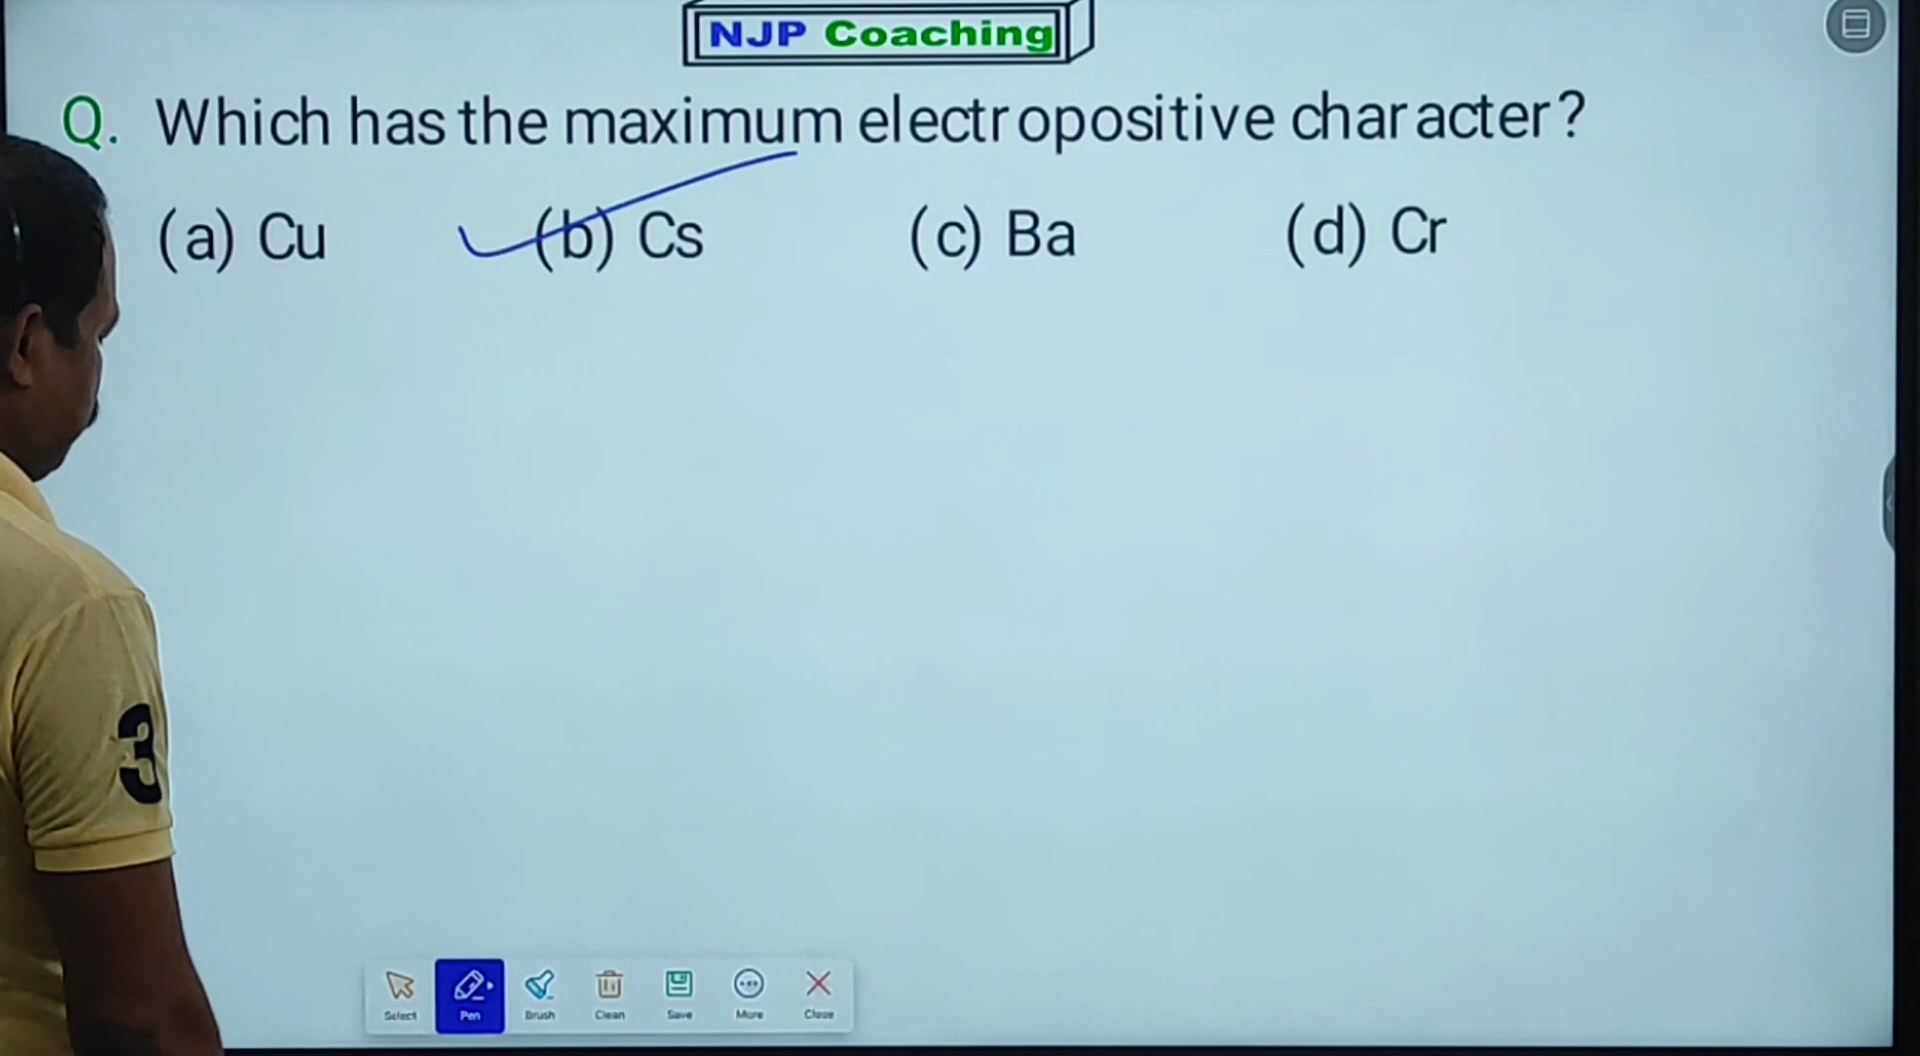 NJP Coaching
Q. Which has the maximum electropositive character?
(a) Cu (b) Cs (c) Ba (d) Cr
3
Select Pen Brush Clean Save More Close